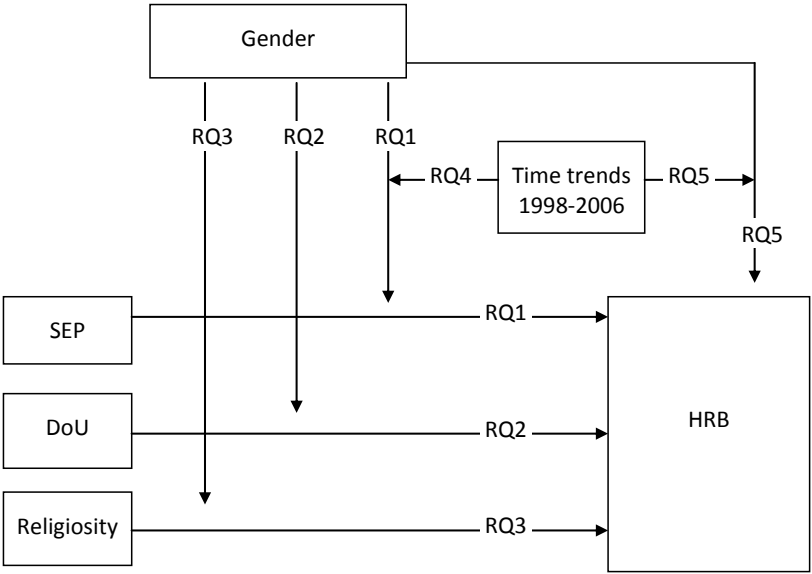 Gender
RQ3
RQ2
RQ1
RQ4
Time trends
1998-2006
RQ5
RQ5
SEP
RQ1
DoU
RQ2
HRB
Religiosity
RQ3